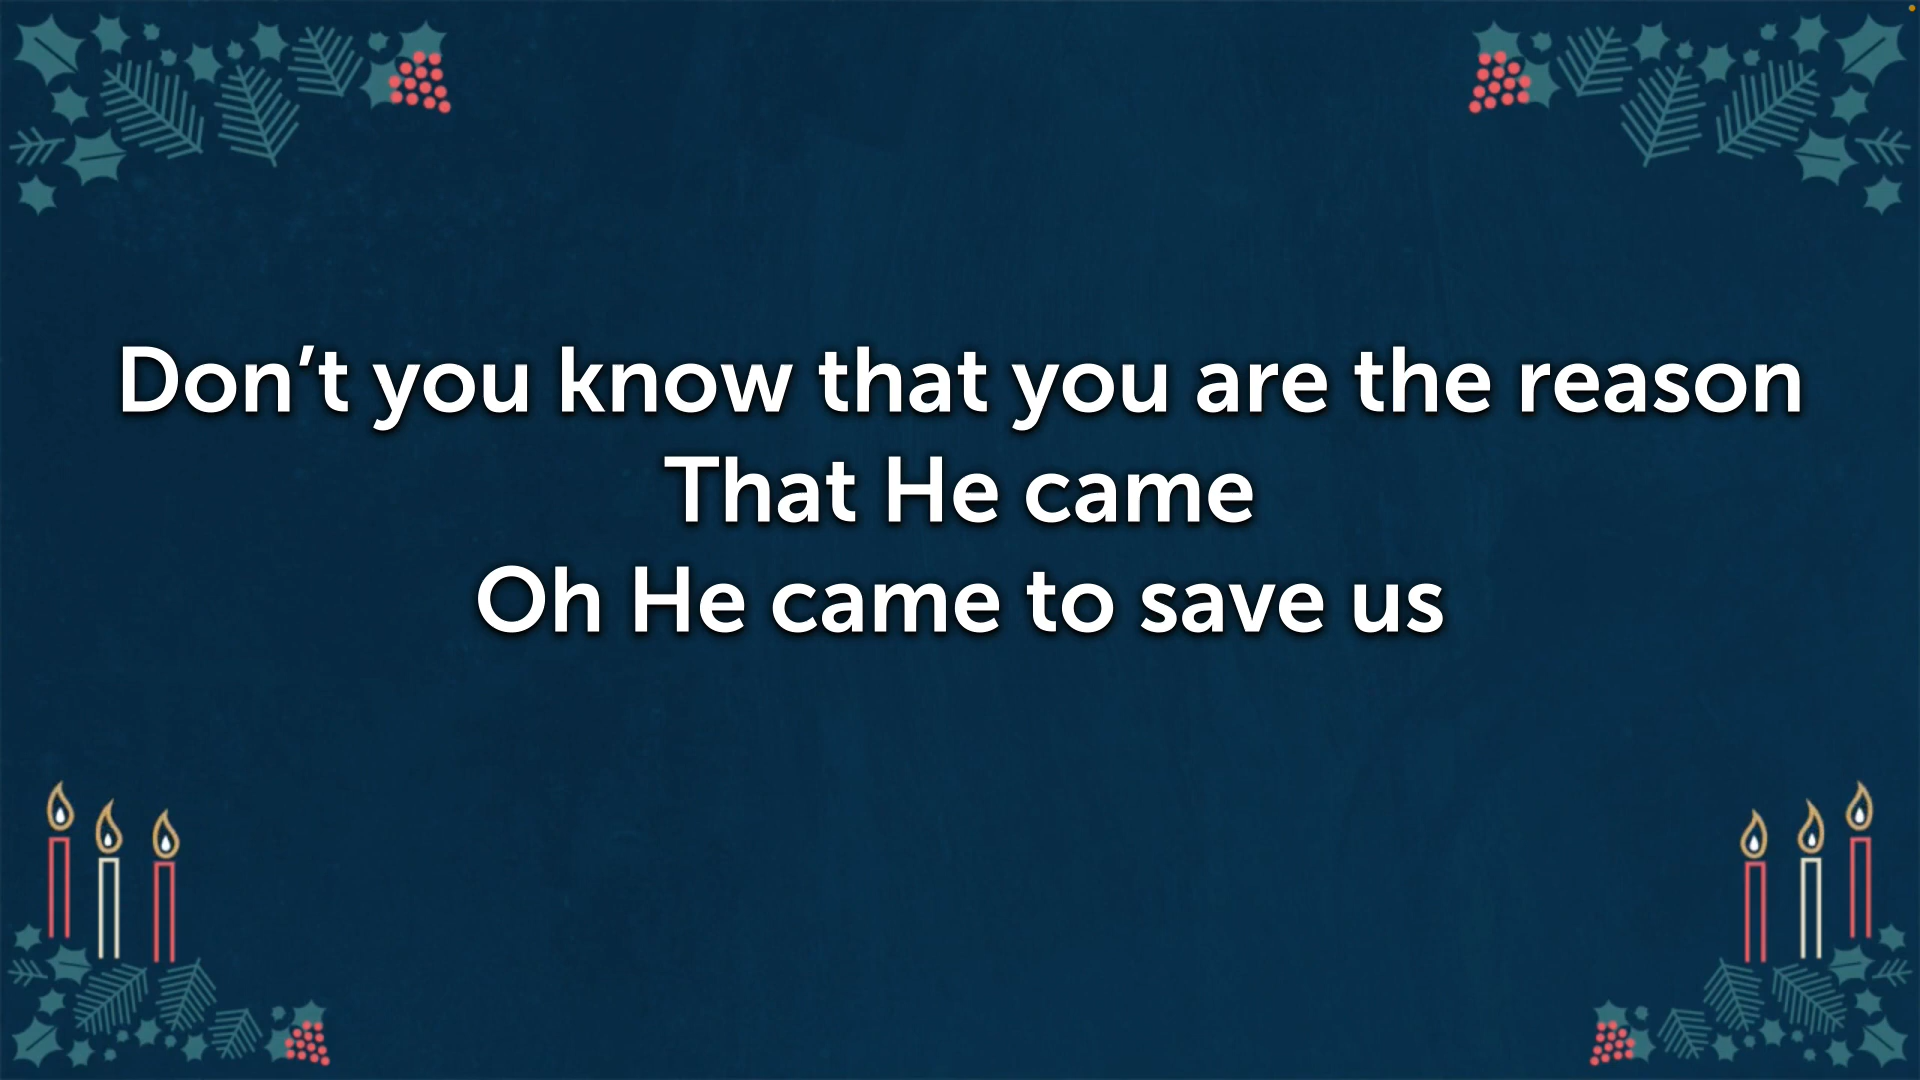 Don’t you know that you are the reason
That He came
Oh He came to save us